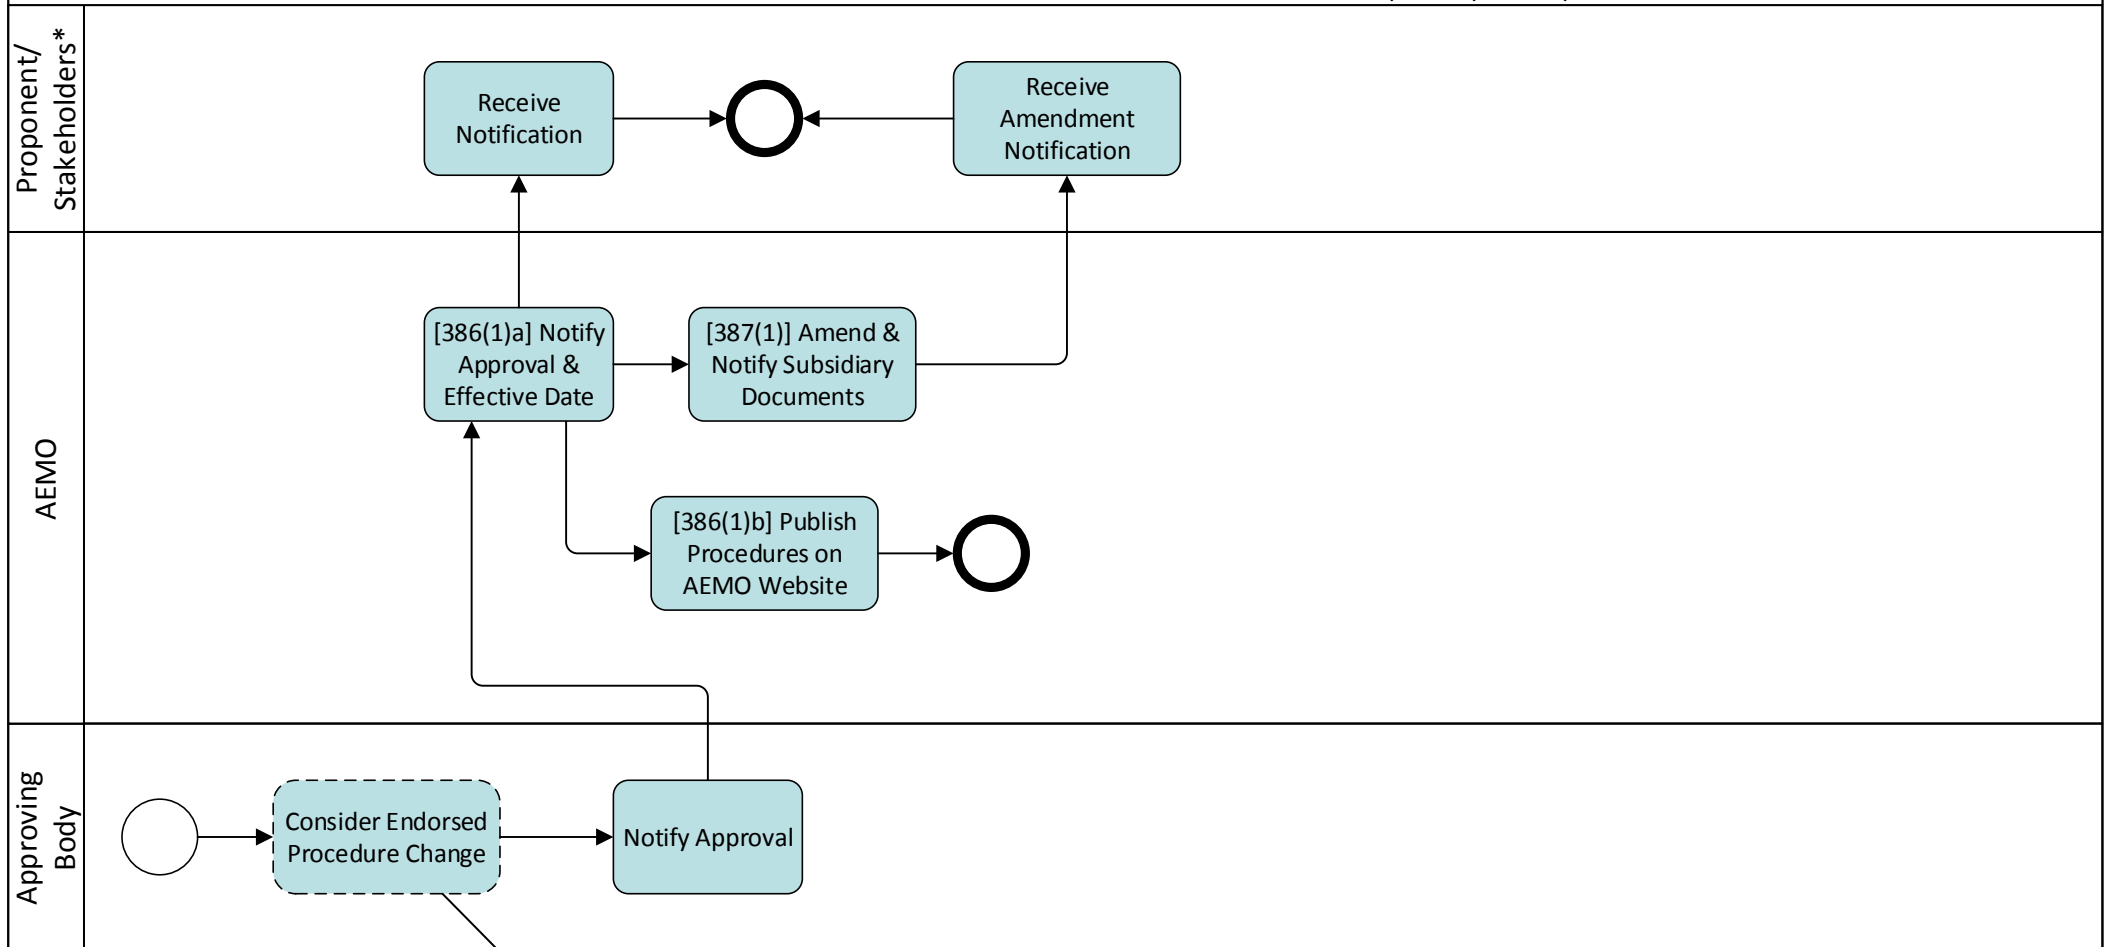 Proponent/
Stakeholders*
Receive
Notification
Receive
Amendment
Notification
AEMO
[386(1)a] Notify
Approval &
Effective Date
[387(1)] Amend &
Notify Subsidiary
Documents
[386(1)b] Publish
Procedures on
AEMO Website
Approving
Body
Consider Endorsed
Procedure Change
Notify Approval